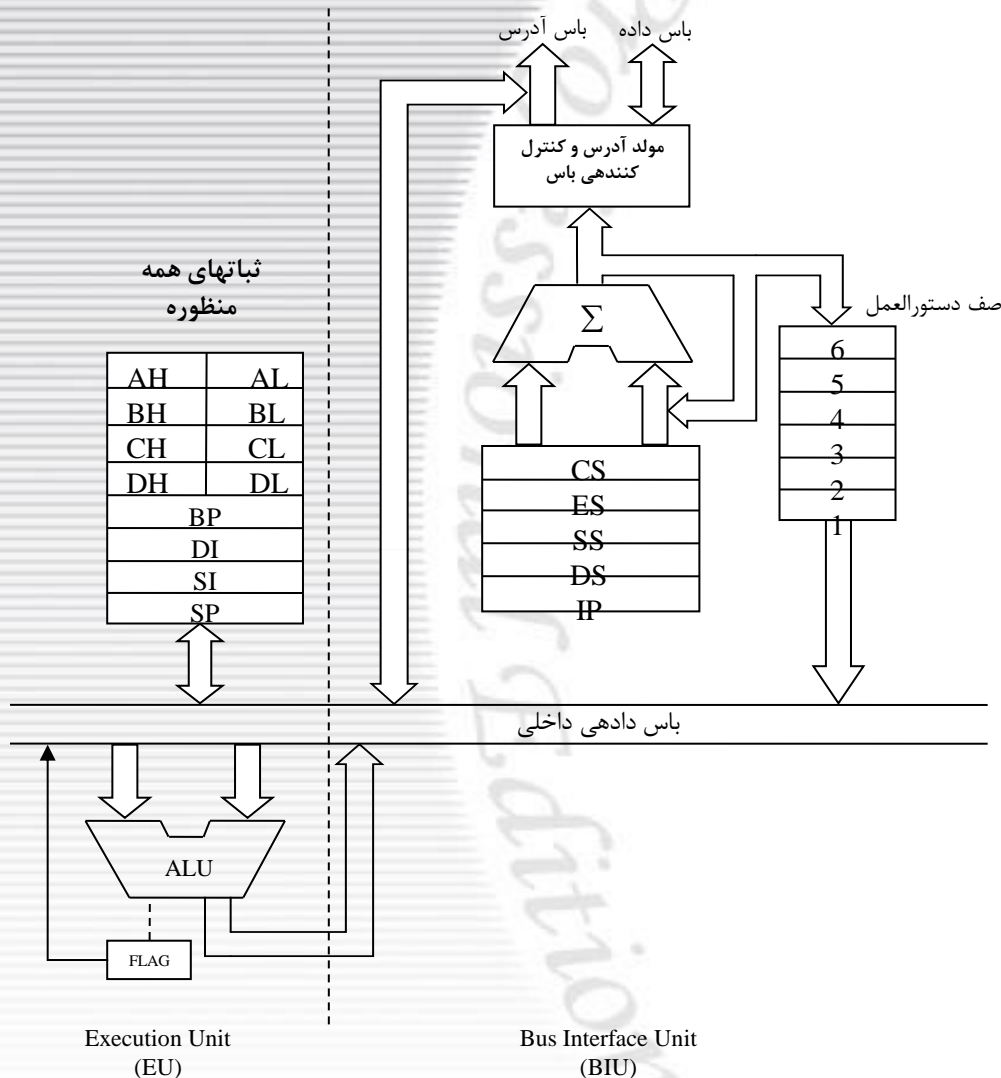 باس آدرس
باس داده
مولد آدرس و کنترل
کنندهی باس
ثباتهای همه
منظوره
صف دستورالعمل
∑
AH AL
BH BL
CH CL
DH DL
BP
DI
SI
SP
CS
ES
SS
DS
IP
6
5
4
3
2
1
باس دادهی داخلی
ALU
FLAG
Execution Unit
(EU)
Bus Interface Unit
(BIU)
Professional Edition